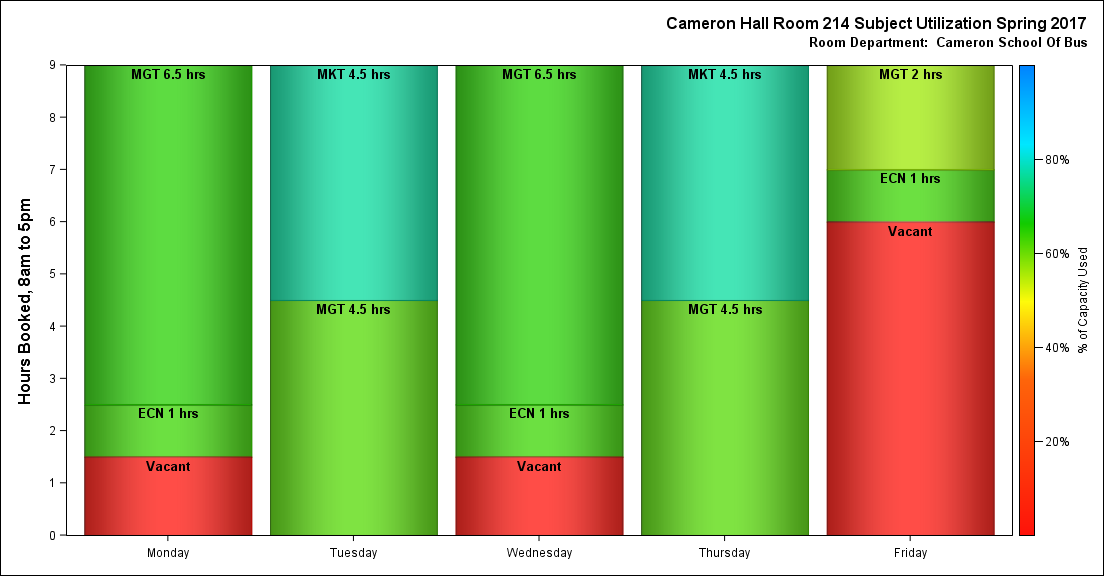 Cameron Hall Room 214 Subject Utilization Spring 2017
Room Department:  Cameron School Of Bus
Hours Booked, 8am to 5pm
9
8
7
6
5
4
3
2
1
0
MGT 6.5 hrs
ECN 1 hrs
Vacant
MKT 4.5 hrs
MGT 4.5 hrs
MGT 6.5 hrs
ECN 1 hrs
Vacant
MKT 4.5 hrs
MGT 4.5 hrs
MGT 2 hrs
ECN 1 hrs
Vacant
Monday
Tuesday
Wednesday
Thursday
Friday
80%
60%
40%
20%
% of Capacity Used